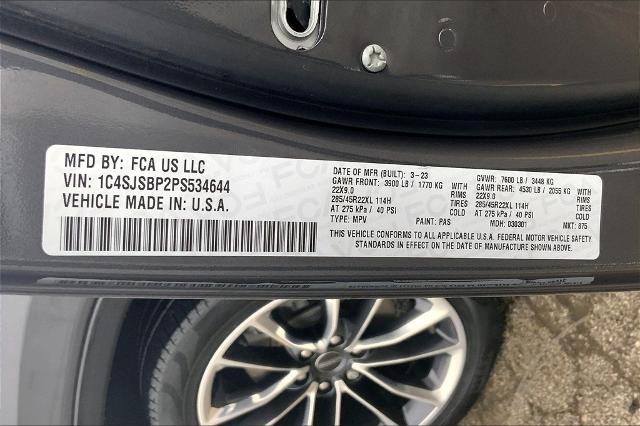 MFD BY: FCA US LLC
VIN: 1C4SJSBP2PS534644
VEHICLE MADE IN: U.S.A.
DATE OF MFR (BUILT): 3-23 GVWR: 7600 LB / 3448 KG
GAWR FRONT: 3900 LB / 1770 KG WITH GAWR REAR: 4530 LB / 2055 KG WITH
22X9.0 RIMS 22X9.0 RIMS
285/45R22XL 114H TIRES 285/45R22XL 114H TIRES
AT 275 kPa / 40 PSI COLD AT 275 kPa / 40 PSI COLD
TYPE: MPV PAINT: PAS MDH: 030301 MKT: 875
THIS VEHICLE CONFORMS TO ALL APPLICABLE U.S.A. FEDERAL MOTOR VEHICLE SAFETY
STANDARDS IN EFFECT ON THE DATE OF MANUFACTURE SHOWN ABOVE.